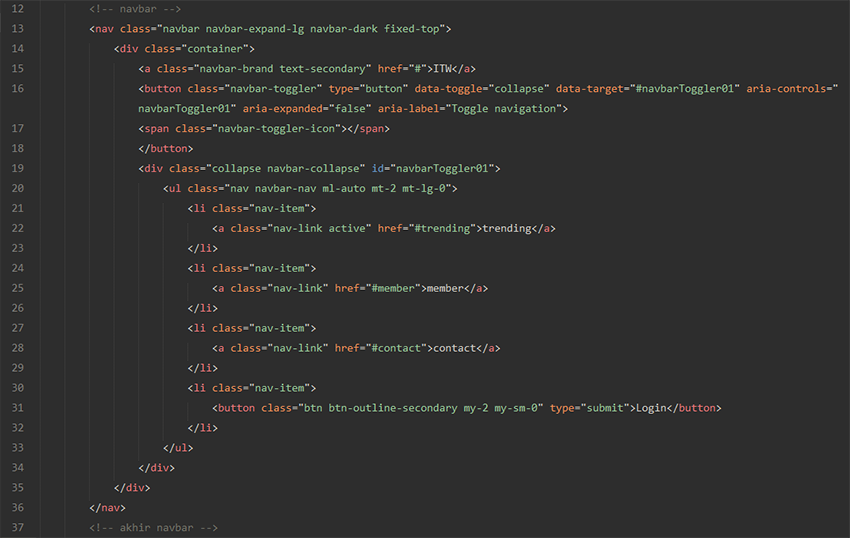 12 <!-- navbar -->
13 <nav class="navbar navbar-expand-lg navbar-dark fixed-top">
14 <div class="container">
15 <a class="navbar-brand text-secondary" href="#">ITW</a>
16 <button class="navbar-toggler" type="button" data-toggle="collapse" data-target="#navbarToggler01" aria-controls="
navbarToggler01" aria-expanded="false" aria-label="Toggle navigation">
17 <span class="navbar-toggler-icon"></span>
18 </button>
19 <div class="collapse navbar-collapse" id="navbarToggler01">
20 <ul class="nav navbar-nav ml-auto mt-2 mt-lg-0">
21 <li class="nav-item">
22 <a class="nav-link active" href="#trending">trending</a>
23 </li>
24 <li class="nav-item">
25 <a class="nav-link" href="#member">member</a>
26 </li>
27 <li class="nav-item">
28 <a class="nav-link" href="#contact">contact</a>
29 </li>
30 <li class="nav-item">
31 <button class="btn btn-outline-secondary my-2 my-sm-0" type="submit">Login</button>
32 </li>
33 </ul>
34 </div>
35 </div>
36 </nav>
37 <!-- akhir navbar -->